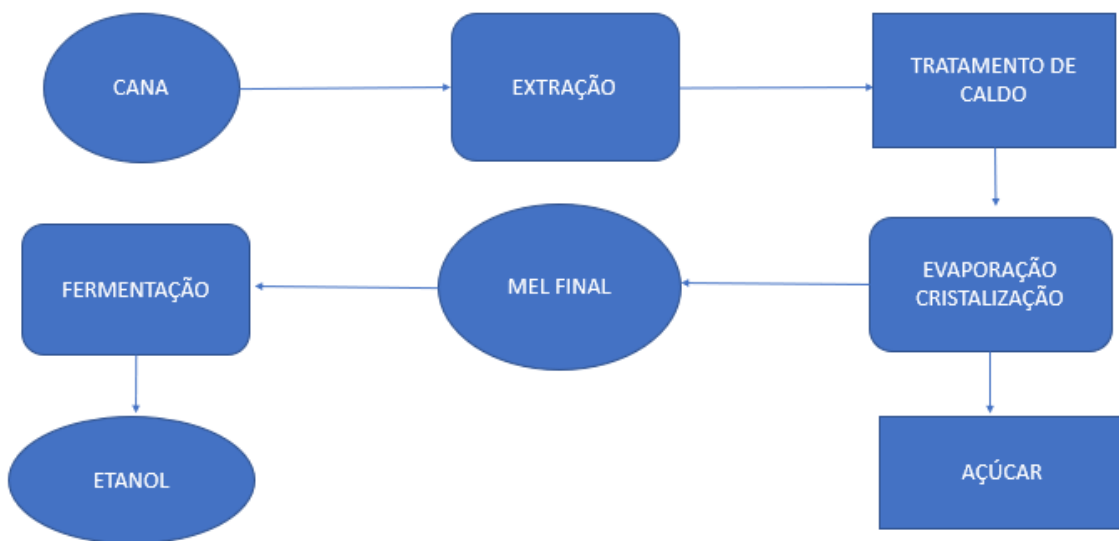 CANA
EXTRAÇÃO
TRATAMENTO DE
CALDO
EVAPORAÇÃO
CRISTALIZAÇÃO
MEL FINAL
FERMENTAÇÃO
ETANOL
AÇÚCAR